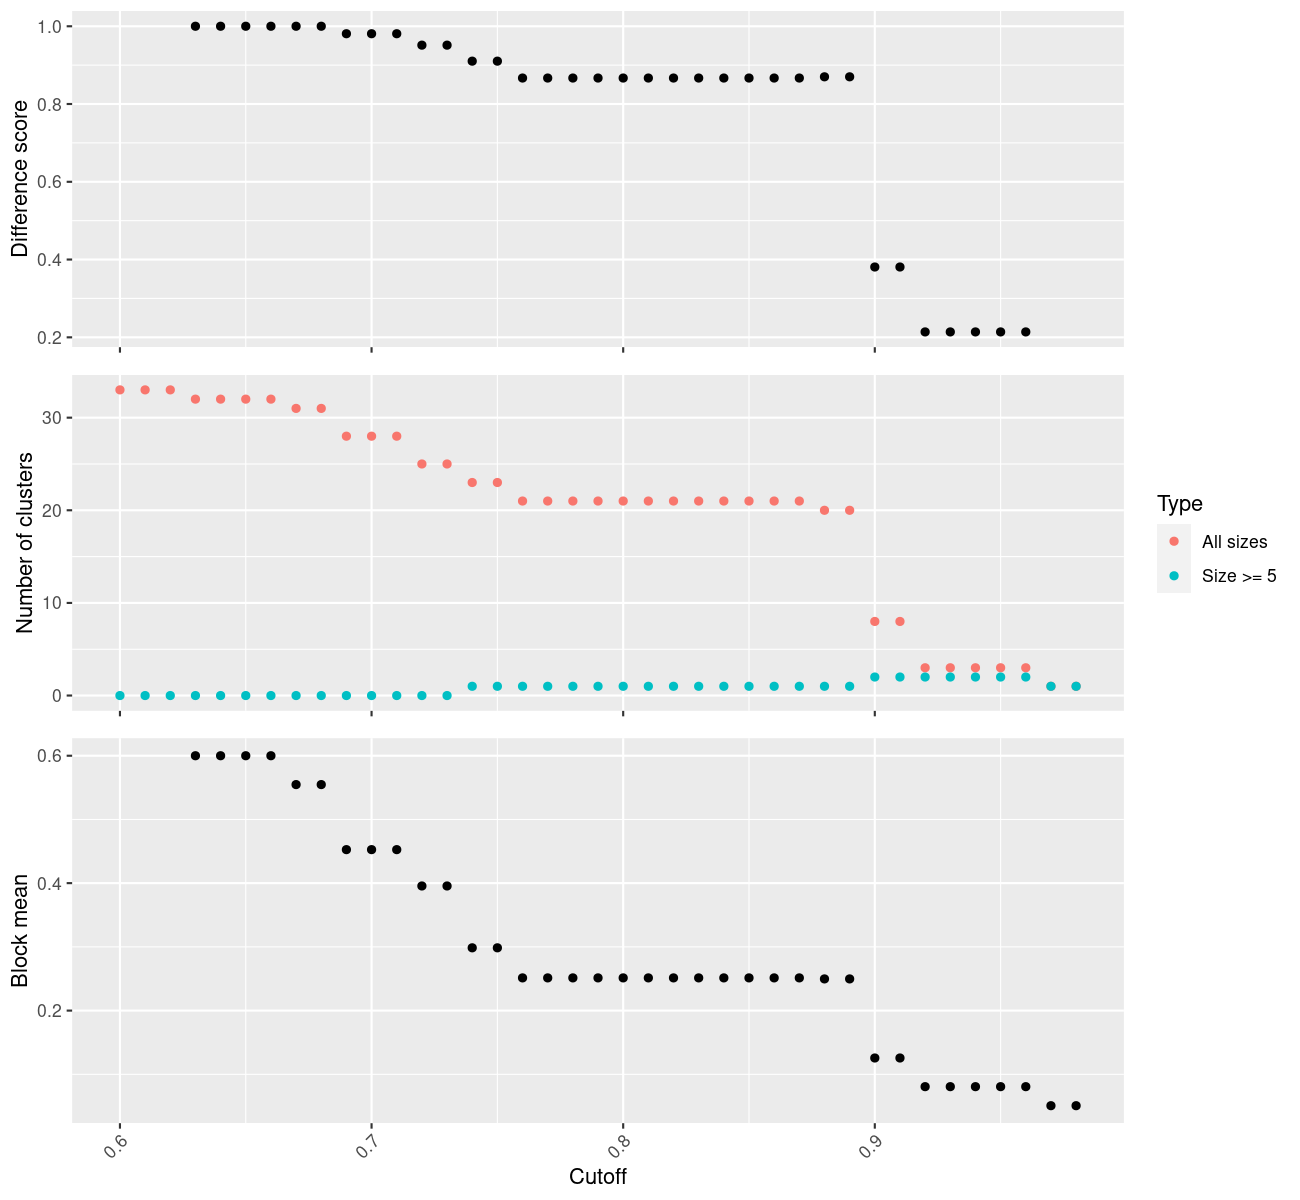 Difference score
1.0
0.8
0.6
0.4
0.2
Number of clusters
30
20
10
0
Type
All sizes
Size >= 5
Block mean
0.6
0.4
0.2
0.6
0.7
0.8
0.9
Cutoff